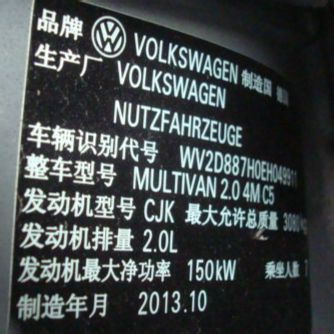 品牌 VOLKSWAGEN 制造国 德国
生产厂 VOLKSWAGEN
NUTZFAHRZEUGE
车辆识别代号 WV2D887H0EH049911
整车型号 MULTIVAN 2.0 4M C5
发动机型号 CJK 最大允许总质量 3080
发动机排量 2.0L
发动机最大净功率 150kW 乘坐人数 7
制造年月 2013.10